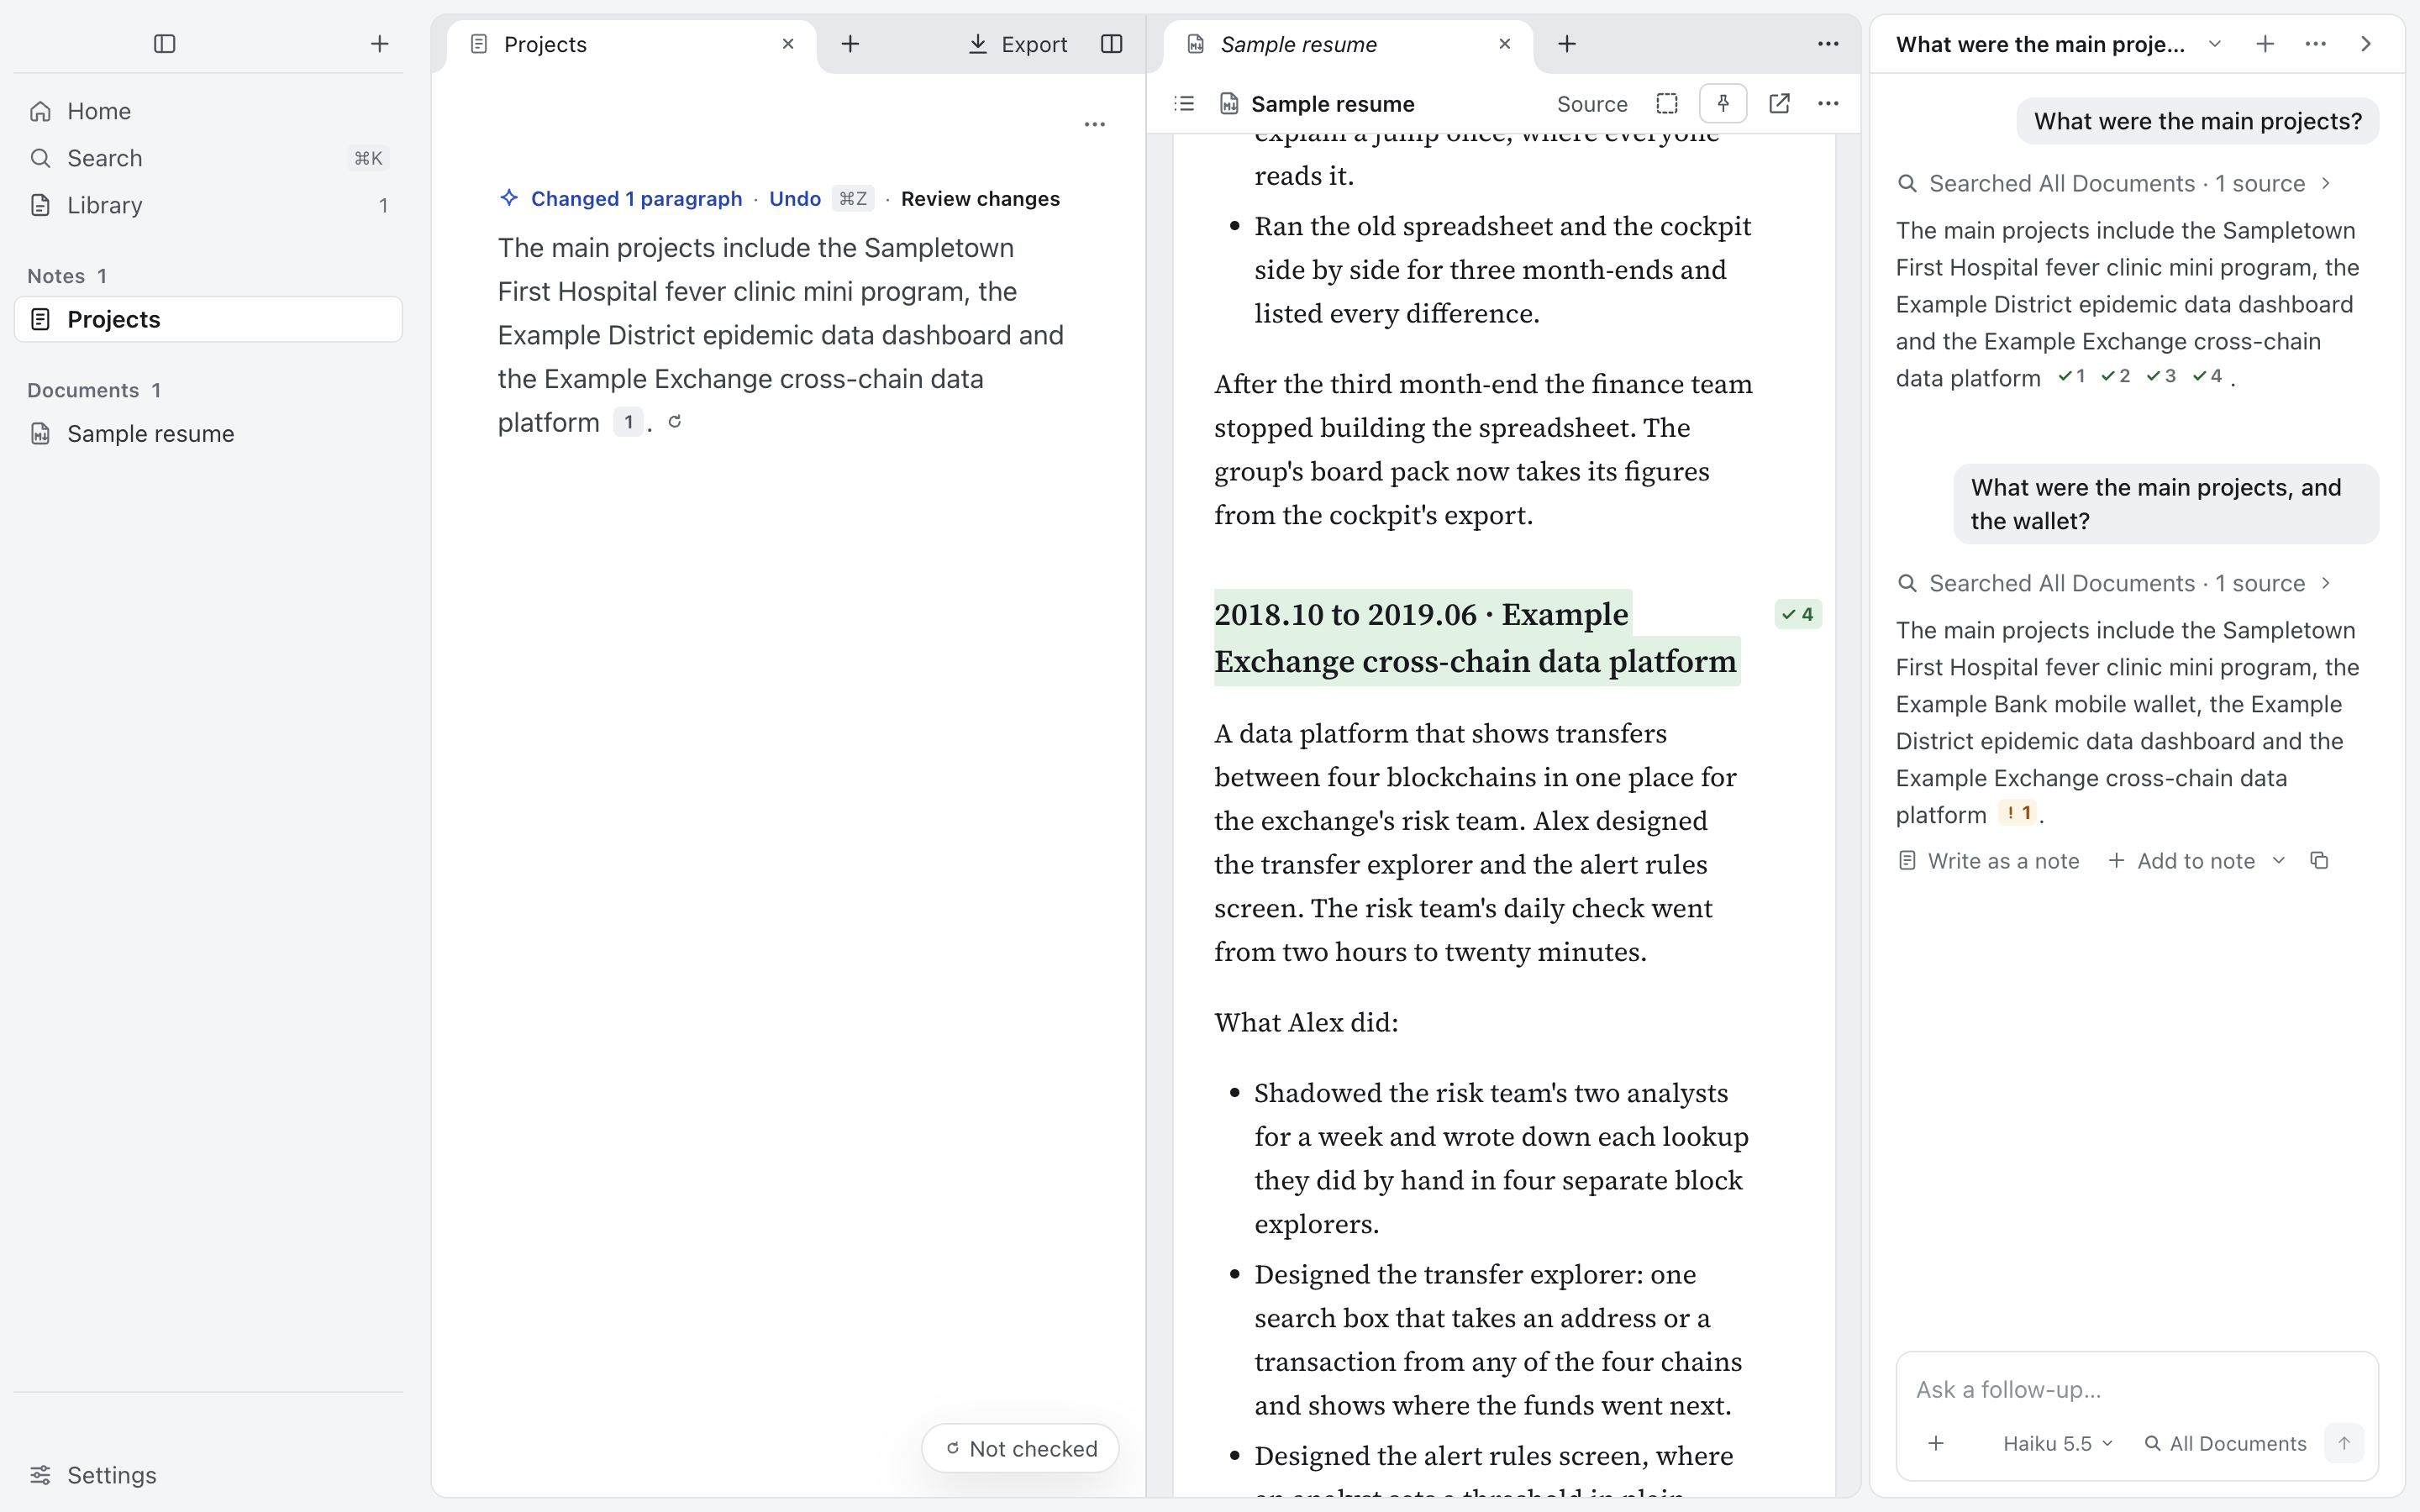 Home
Search ⌘K
Library 1
Notes 1
Projects
Documents 1
Sample resume
Settings
Projects
Export
Changed 1 paragraph · Undo ⌘Z · Review changes
The main projects include the Sampletown
First Hospital fever clinic mini program, the
Example District epidemic data dashboard and
the Example Exchange cross-chain data
platform 1 .
Not checked
Sample resume
Sample resume
Source
explain a jump once, where everyone
reads it.
• Ran the old spreadsheet and the cockpit
side by side for three month-ends and
listed every difference.
After the third month-end the finance team
stopped building the spreadsheet. The
group's board pack now takes its figures
from the cockpit's export.
2018.10 to 2019.06 · Example
Exchange cross-chain data platform
4
A data platform that shows transfers
between four blockchains in one place for
the exchange's risk team. Alex designed
the transfer explorer and the alert rules
screen. The risk team's daily check went
from two hours to twenty minutes.
What Alex did:
• Shadowed the risk team's two analysts
for a week and wrote down each lookup
they did by hand in four separate block
explorers.
• Designed the transfer explorer: one
search box that takes an address or a
transaction from any of the four chains
and shows where the funds went next.
• Designed the alert rules screen, where
What were the main proje...
What were the main projects?
Searched All Documents · 1 source
The main projects include the Sampletown
First Hospital fever clinic mini program, the
Example District epidemic data dashboard
and the Example Exchange cross-chain
data platform 1 2 3 4 .
What were the main projects, and
the wallet?
Searched All Documents · 1 source
The main projects include the Sampletown
First Hospital fever clinic mini program, the
Example Bank mobile wallet, the Example
District epidemic data dashboard and the
Example Exchange cross-chain data
platform ! 1 .
Write as a note
Add to note
Ask a follow-up...
Haiku 5.5
All Documents